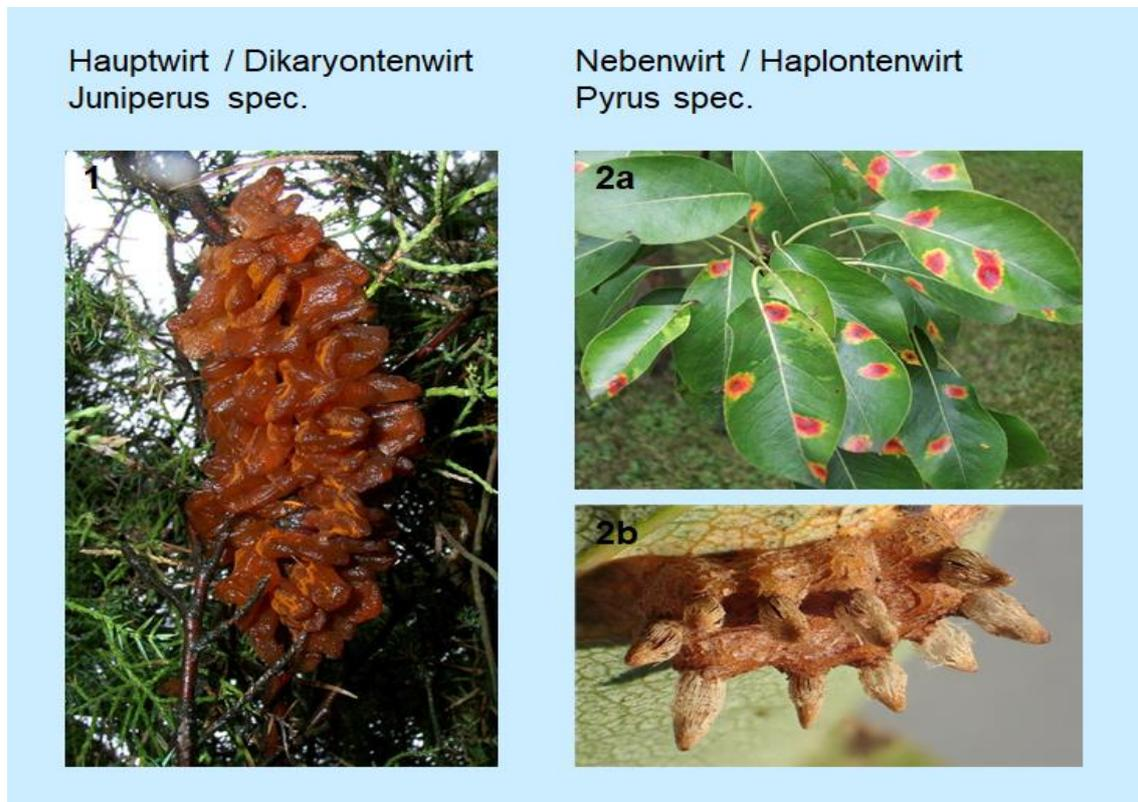 Hauptwirt / Dikaryontenwirt
Juniperus spec.
Nebenwirt / Haplontenwirt
Pyrus spec.
1
2a
2b